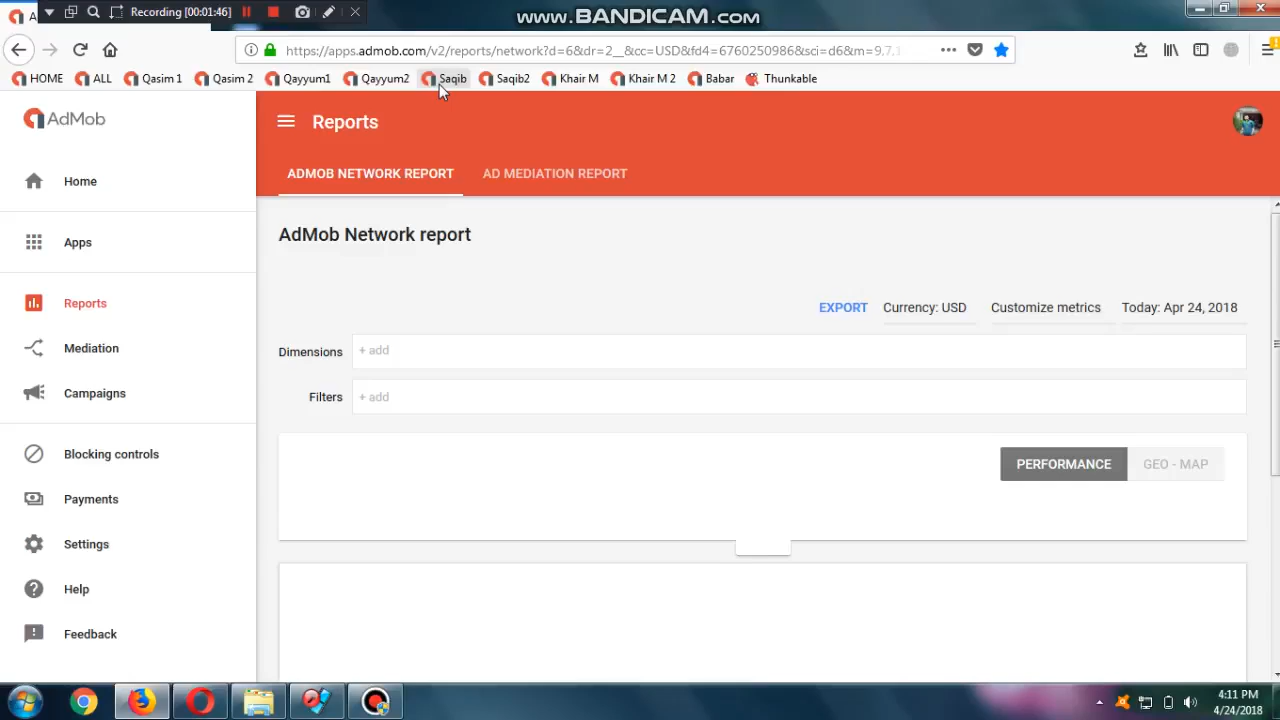 Recording [00:01:46]
www.BANDICAM.com
https://apps.admob.com/v2/reports/network?d=6&dr=2__&cc=USD&fd4=6760250986&sci=d6&m=9,7,1
HOME ALL Qasim 1 Qasim 2 Qayyum1 Qayyum2 Saqib Saqib2 Khair M Khair M 2 Babar Thunkable
AdMob
Reports
ADMOB NETWORK REPORT AD MEDIATION REPORT
Home
Apps
Reports
Mediation
Campaigns
Blocking controls
Payments
Settings
Help
Feedback
AdMob Network report
EXPORT Currency: USD Customize metrics Today: Apr 24, 2018
Dimensions + add
Filters + add
PERFORMANCE GEO - MAP
4:11 PM
4/24/2018